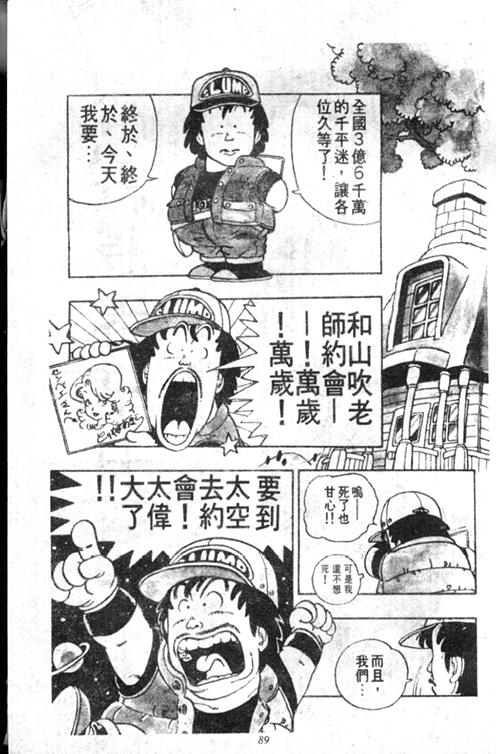 SLUMP
全國3億6千萬
的千平迷，讓各
位久等了！
終於、終
於、今天
我要…
SLUMP
和山吹老
師約會—
—！萬歲
！萬歲！
嗚—
死了也
甘心!!
可是我
還不想
死！
而且，
我們…
要到
太空
去約
會！
太偉
大了
!!
SLUMP
89